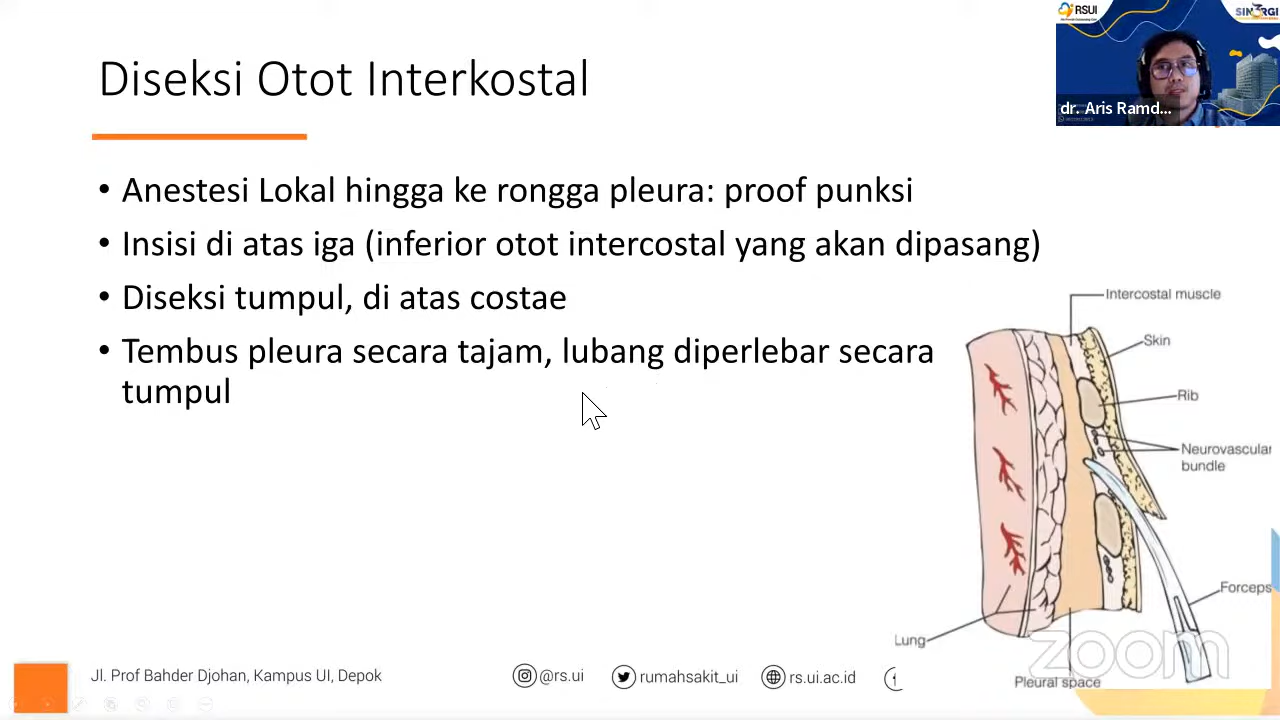 Diseksi Otot Interkostal
RSUI
dr. Aris Ramd...
• Anestesi Lokal hingga ke rongga pleura: proof punksi
• Insisi di atas iga (inferior otot intercostal yang akan dipasang)
• Diseksi tumpul, di atas costae
• Tembus pleura secara tajam, lubang diperlebar secara
tumpul
Intercostal muscle
Skin
Rib
Neurovascular
bundle
Forceps
Lung
Pleural space
zoom
Jl. Prof Bahder Djohan, Kampus UI, Depok
@rs.ui
rumahsakit_ui
rs.ui.ac.id